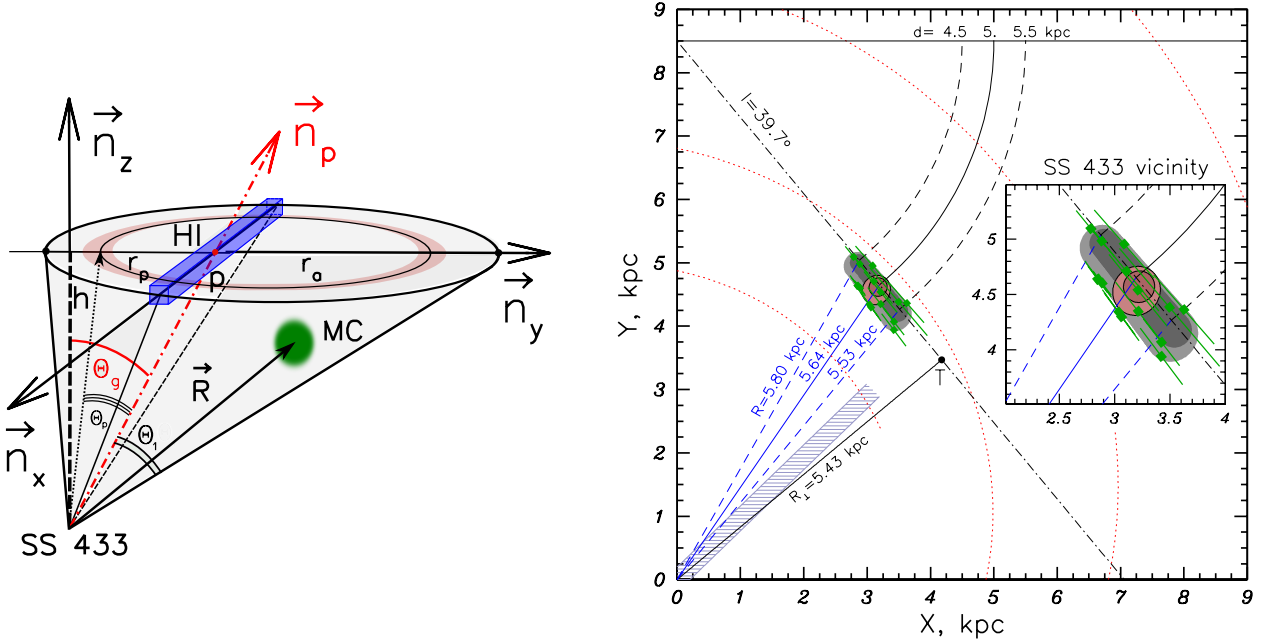 n_z
n_p
HI
r_p
p
r_a
n_y
h
MC
Θ_g
R
Θ_p
Θ_1
n_x
SS 433
9
8
7
6
5
4
3
2
1
0
Y, kpc
d= 4.5 5. 5.5 kpc
l=39.7°
R=5.80 kpc
5.64 kpc
5.53 kpc
T
R⊥=5.43 kpc
SS 433 vicinity
5
4.5
4
2.5 3 3.5 4
0 1 2 3 4 5 6 7 8 9
X, kpc